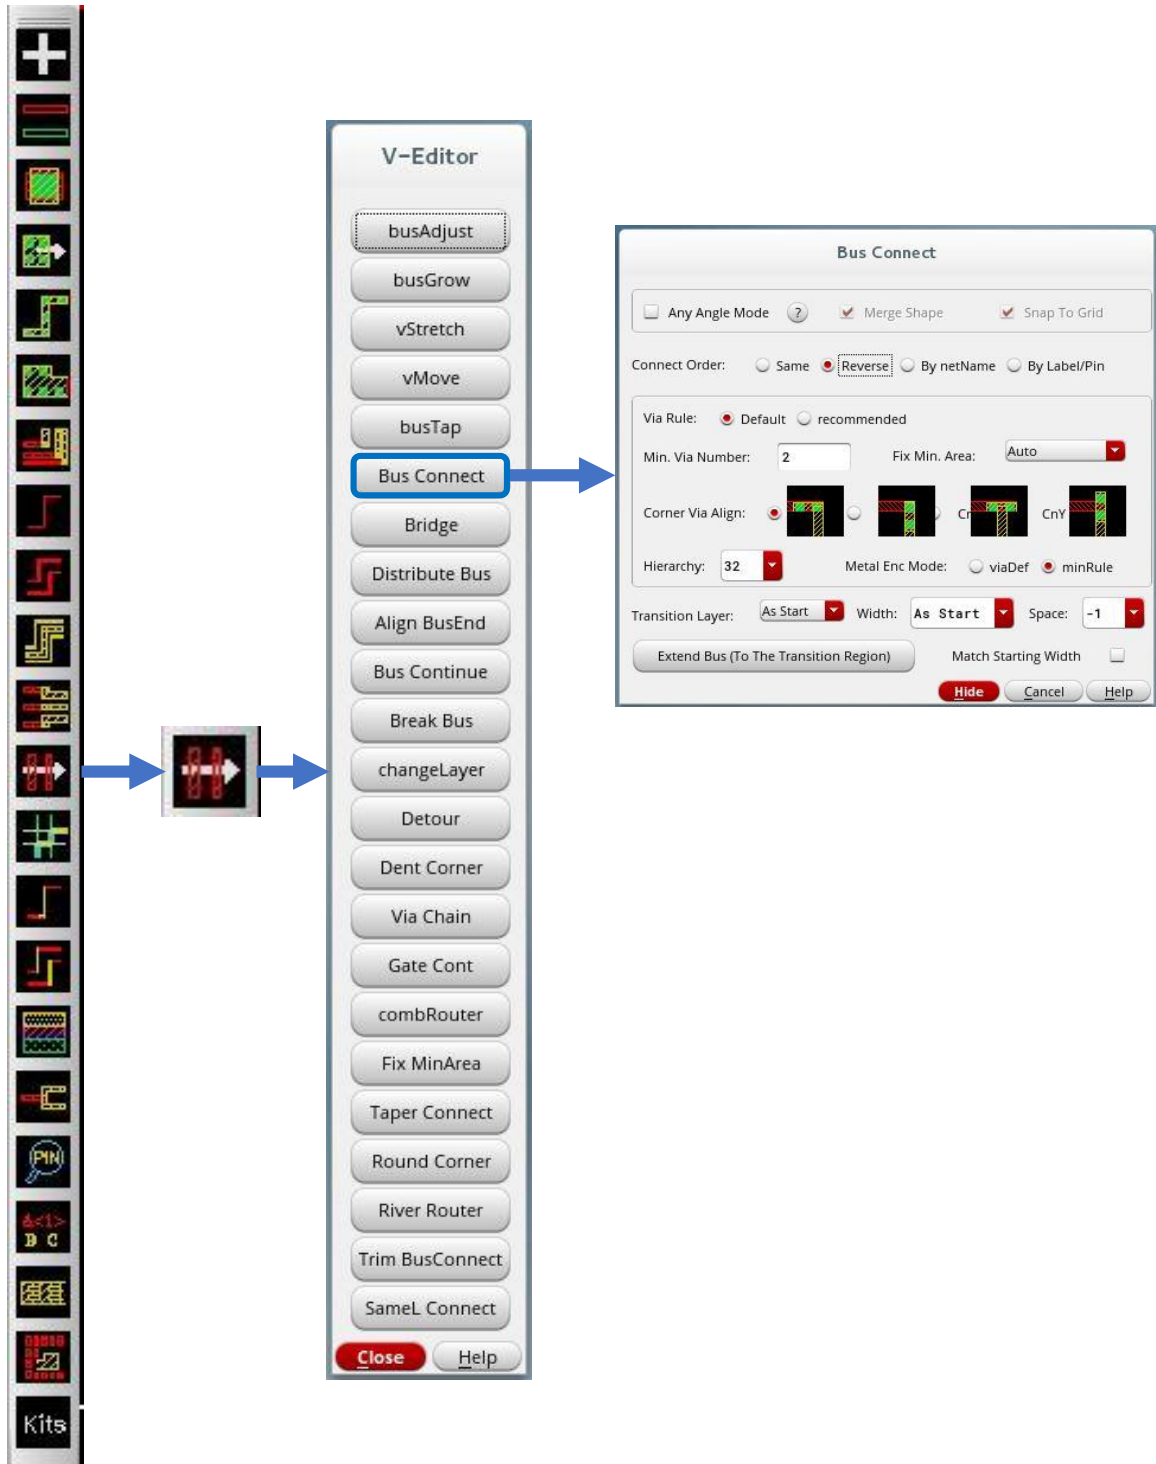 PIN
D C
Kits
V-Editor
busAdjust
busGrow
vStretch
vMove
busTap
Bus Connect
Bridge
Distribute Bus
Align BusEnd
Bus Continue
Break Bus
changeLayer
Detour
Dent Corner
Via Chain
Gate Cont
combRouter
Fix MinArea
Taper Connect
Round Corner
River Router
Trim BusConnect
SameL Connect
Close Help
Bus Connect
Any Angle Mode ? Merge Shape Snap To Grid
Connect Order: Same Reverse By netName By Label/Pin
Via Rule: Default recommended
Min. Via Number: 2 Fix Min. Area: Auto
Corner Via Align: CnY
Hierarchy: 32 Metal Enc Mode: viaDef minRule
Transition Layer: As Start Width: As Start Space: -1
Extend Bus (To The Transition Region) Match Starting Width
Hide Cancel Help